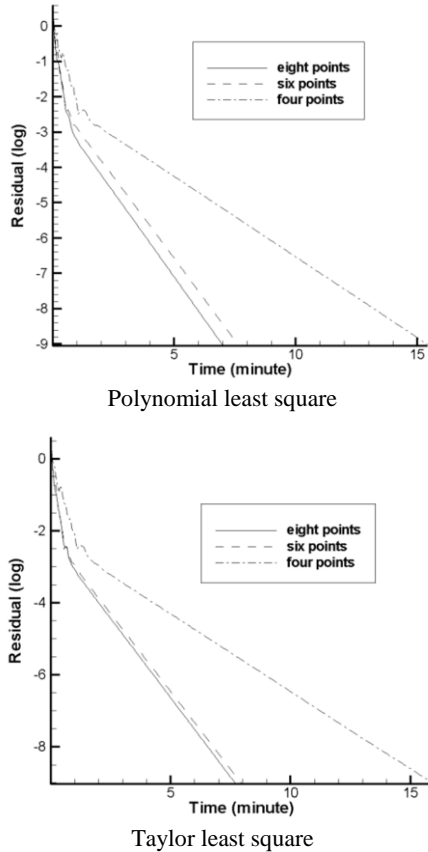 0
-1
-2
-3
-4
-5
-6
-7
-8
-9
Residual (log)
eight points
six points
four points
5
10
15
Time (minute)
Polynomial least square
0
-2
-4
-6
-8
Residual (log)
eight points
six points
four points
5
10
15
Time (minute)
Taylor least square